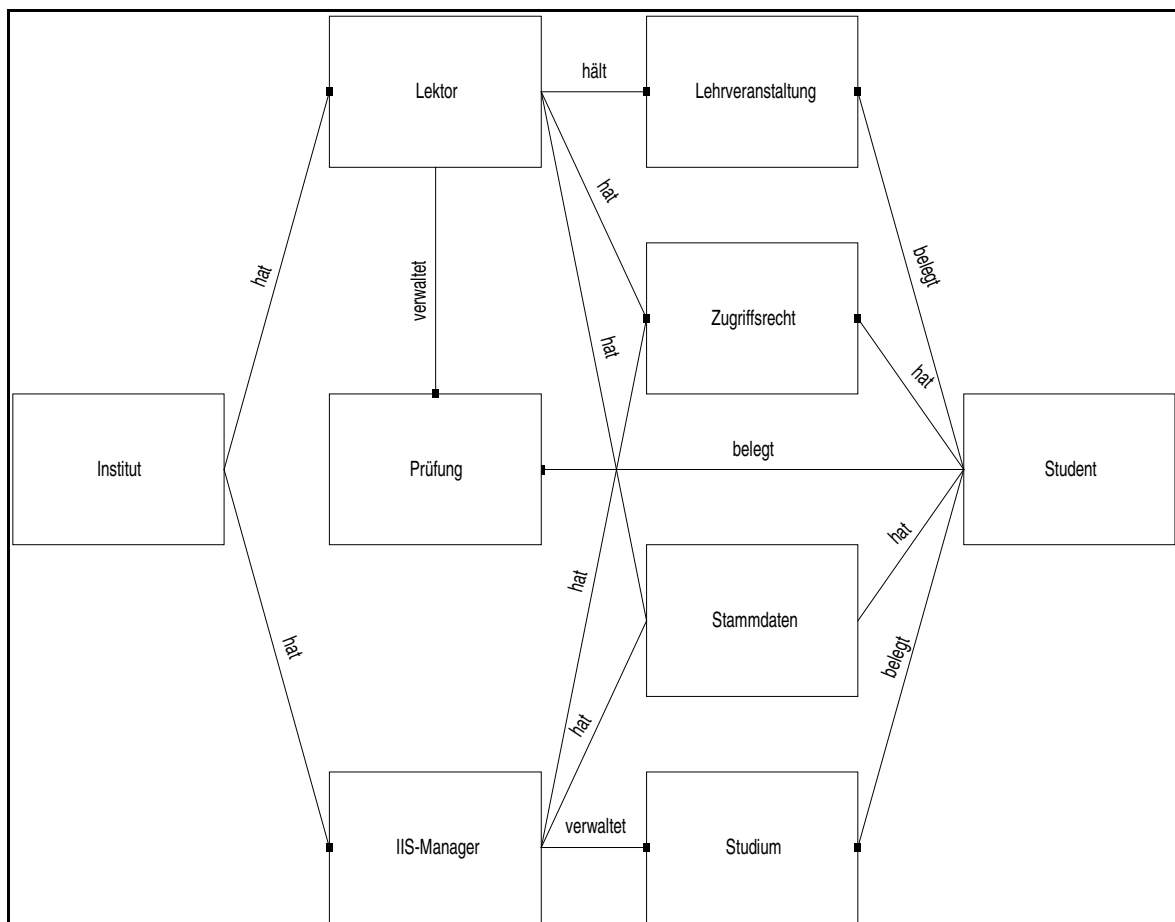 Lektor
hält
Lehrveranstaltung
hat
hat
belegt
verwaltet
Zugriffsrecht
hat
hat
Institut
Prüfung
belegt
Student
hat
hat
Stammdaten
hat
belegt
hat
IIS-Manager
verwaltet
Studium